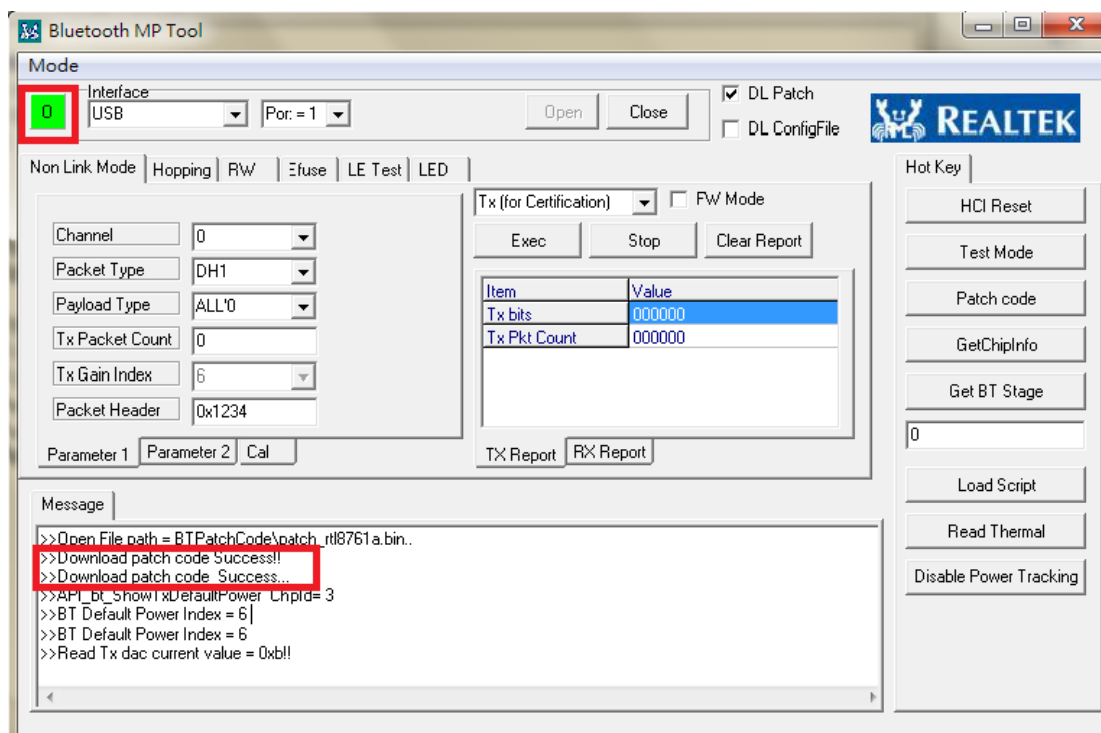 Bluetooth MP Tool
Mode
Interface
0
USB
Por: = 1
Open
Close
DL Patch
DL ConfigFile
REALTEK
Non Link Mode
Hopping
RW
Efuse
LE Test
LED
Hot Key
Tx (for Certification)
FW Mode
HCI Reset
Channel
0
Exec
Stop
Clear Report
Test Mode
Packet Type
DH1
Item
Value
Patch code
Payload Type
ALL'0
Tx bits
000000
Tx Packet Count
0
Tx Pkt Count
000000
GetChipInfo
Tx Gain Index
6
Get BT Stage
Packet Header
0x1234
0
Parameter 1
Parameter 2
Cal
TX Report
RX Report
Load Script
Message
Read Thermal
Disable Power Tracking
>>Open File path = BTPatchCode\patch_rtl8761a.bin..
>>Download patch code Success!!
>>Download patch code  Success...
>>API_bt_ShowTxDefaultPower  ChpId= 3
>>BT Default Power Index = 6
>>BT Default Power Index = 6
>>Read Tx dac current value = 0xb!!